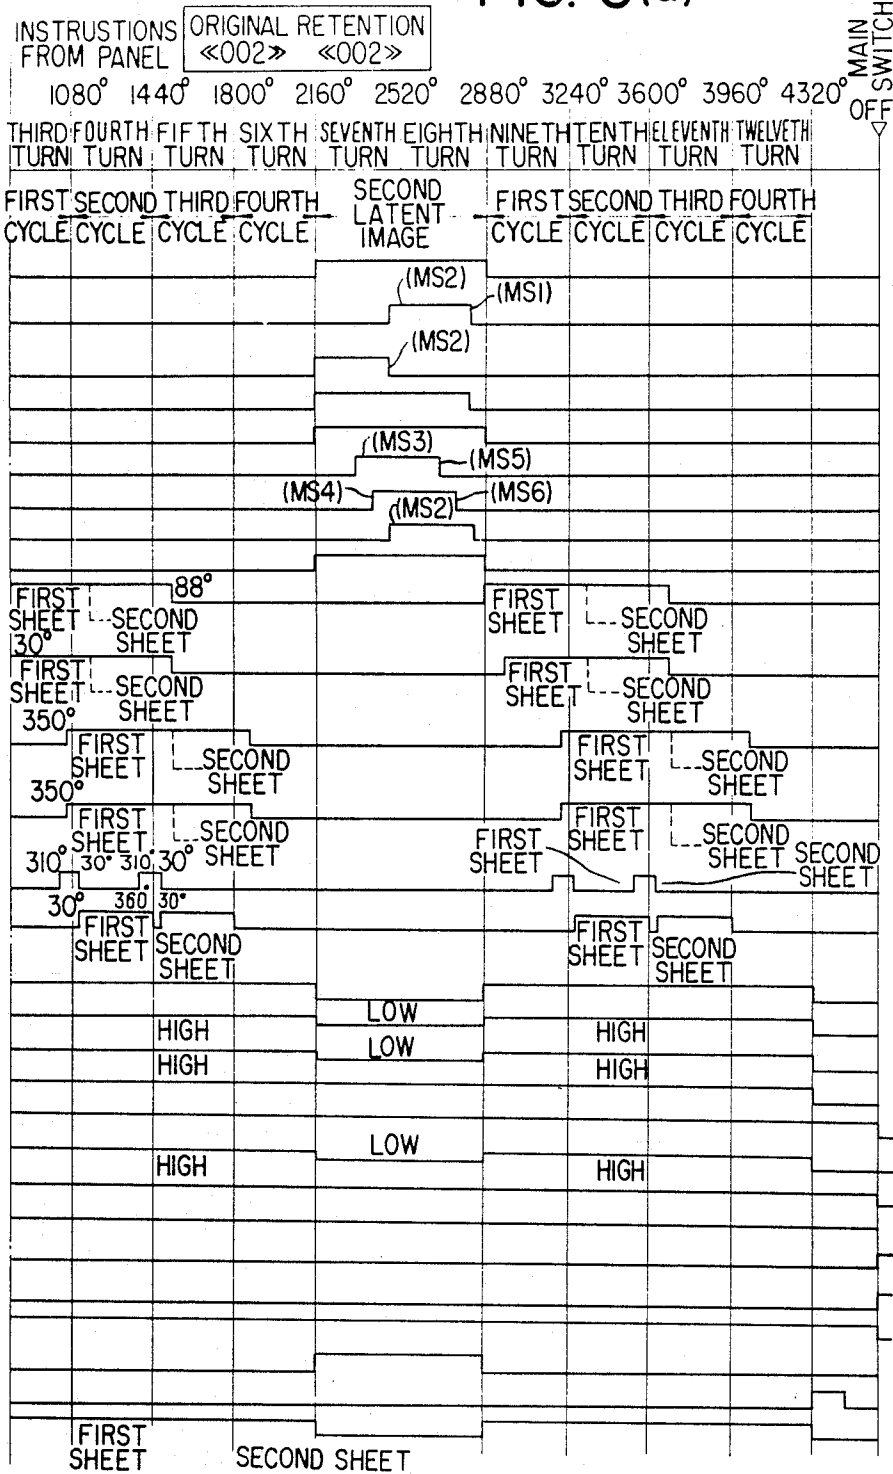 INSTRUSTIONS FROM PANEL
ORIGINAL RETENTION
«002» «002»
MAIN SWITCH
OFF
1080° 1440° 1800° 2160° 2520° 2880° 3240° 3600° 3960° 4320°
THIRD TURN FOURTH TURN FIFTH TURN SIXTH TURN SEVENTH TURN EIGHTH TURN NINETH TURN TENTH TURN ELEVENTH TURN TWELVETH TURN
FIRST CYCLE SECOND CYCLE THIRD CYCLE FOURTH CYCLE SECOND LATENT IMAGE FIRST CYCLE SECOND CYCLE THIRD CYCLE FOURTH CYCLE
(MS2)
(MS1)
(MS2)
(MS3)
(MS5)
(MS4)
(MS6)
(MS2)
88°
FIRST SHEET SECOND SHEET FIRST SHEET SECOND SHEET
30°
FIRST SHEET SECOND SHEET FIRST SHEET SECOND SHEET
350°
FIRST SHEET SECOND SHEET FIRST SHEET SECOND SHEET
350°
FIRST SHEET SECOND SHEET FIRST SHEET SECOND SHEET
310° 30° 310° 30° FIRST SHEET SECOND SHEET
30° 360° 30°
FIRST SHEET SECOND SHEET FIRST SHEET SECOND SHEET
LOW
HIGH HIGH
LOW
HIGH HIGH
LOW
HIGH HIGH
FIRST SHEET SECOND SHEET